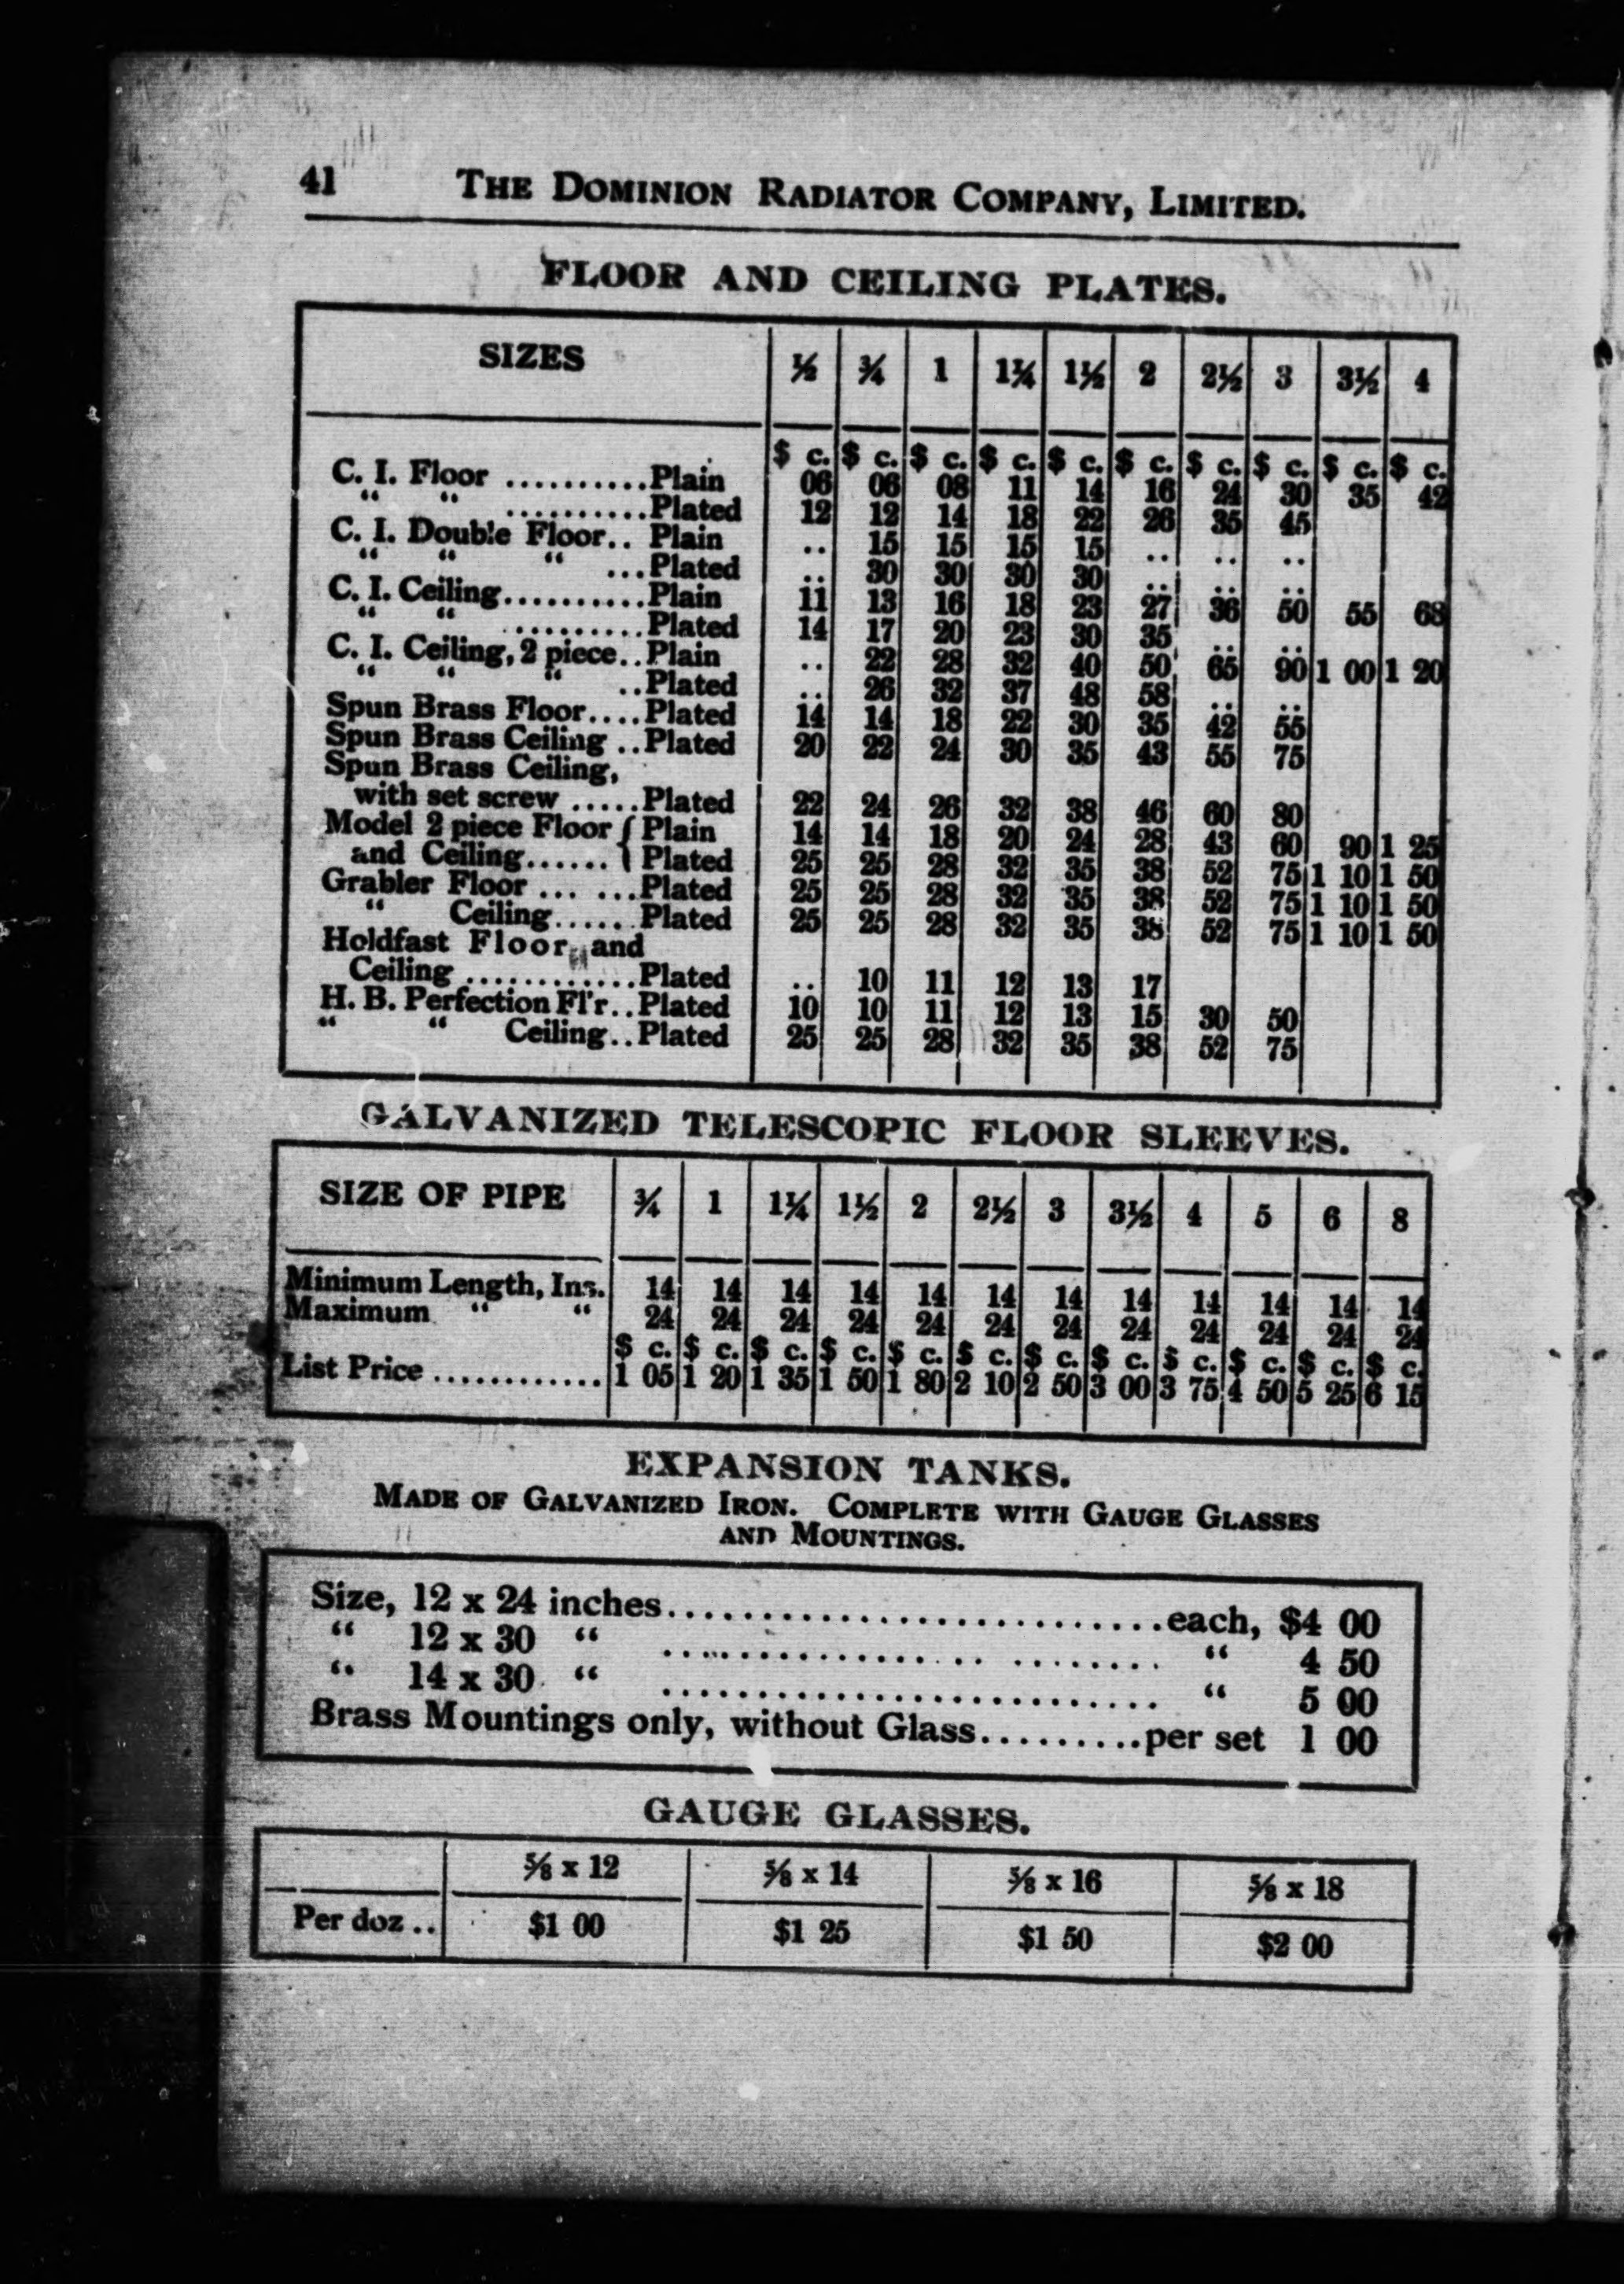 41 THE DOMINION RADIATOR COMPANY, LIMITED.
FLOOR AND CEILING PLATES.
SIZES ½ ¾ 1 1¼ 1½ 2 2½ 3 3½ 4
$ c. $ c. $ c. $ c. $ c. $ c. $ c. $ c. $ c. $ c.
C. I. Floor ..........Plain 06 06 08 11 14 16 24 30 35 42
“ “ ..........Plated 12 12 14 18 22 26 35 45
C. I. Double Floor.. Plain .. 15 15 15 15 .. .. ..
“ “ “ ...Plated .. 30 30 30 30 .. .. ..
C. I. Ceiling..........Plain 11 13 16 18 23 27 36 50 55 68
“ “ ..........Plated 14 17 20 23 30 35 .. ..
C. I. Ceiling, 2 piece..Plain .. 22 28 32 40 50 65 90 1 00 1 20
“ “ “ ..Plated .. 26 32 37 48 58 .. ..
Spun Brass Floor....Plated 14 14 18 22 30 35 42 55
Spun Brass Ceiling ..Plated 20 22 24 30 35 43 55 75
Spun Brass Ceiling,
with set screw .....Plated 22 24 26 32 38 46 60 80
Model 2 piece Floor { Plain 14 14 18 20 24 28 43 60 90 1 25
and Ceiling...... { Plated 25 25 28 32 35 38 52 75 1 10 1 50
Grabler Floor ... ...Plated 25 25 28 32 35 38 52 75 1 10 1 50
“ Ceiling...... Plated 25 25 28 32 35 38 52 75 1 10 1 50
Holdfast Floor and
Ceiling ............Plated .. 10 11 12 13 17
H. B. Perfection Fl'r..Plated 10 10 11 12 13 15 30 50
“ “ Ceiling..Plated 25 25 28 32 35 38 52 75
GALVANIZED TELESCOPIC FLOOR SLEEVES.
SIZE OF PIPE ¾ 1 1¼ 1½ 2 2½ 3 3½ 4 5 6 8
Minimum Length, Ins. 14 14 14 14 14 14 14 14 14 14 14 14
Maximum “ “ 24 24 24 24 24 24 24 24 24 24 24 24
$ c. $ c. $ c. $ c. $ c. $ c. $ c. $ c. $ c. $ c. $ c. $ c.
List Price ............ 1 05 1 20 1 35 1 50 1 80 2 10 2 50 3 00 3 75 4 50 5 25 6 15
EXPANSION TANKS.
MADE OF GALVANIZED IRON. COMPLETE WITH GAUGE GLASSES
AND MOUNTINGS.
Size, 12 x 24 inches...........................each, $4 00
“ 12 x 30 “ ........................... “ 4 50
“ 14 x 30 “ ........................... “ 5 00
Brass Mountings only, without Glass.........per set 1 00
GAUGE GLASSES.
⅝ x 12 ⅝ x 14 ⅝ x 16 ⅝ x 18
Per doz .. $1 00 $1 25 $1 50 $2 00